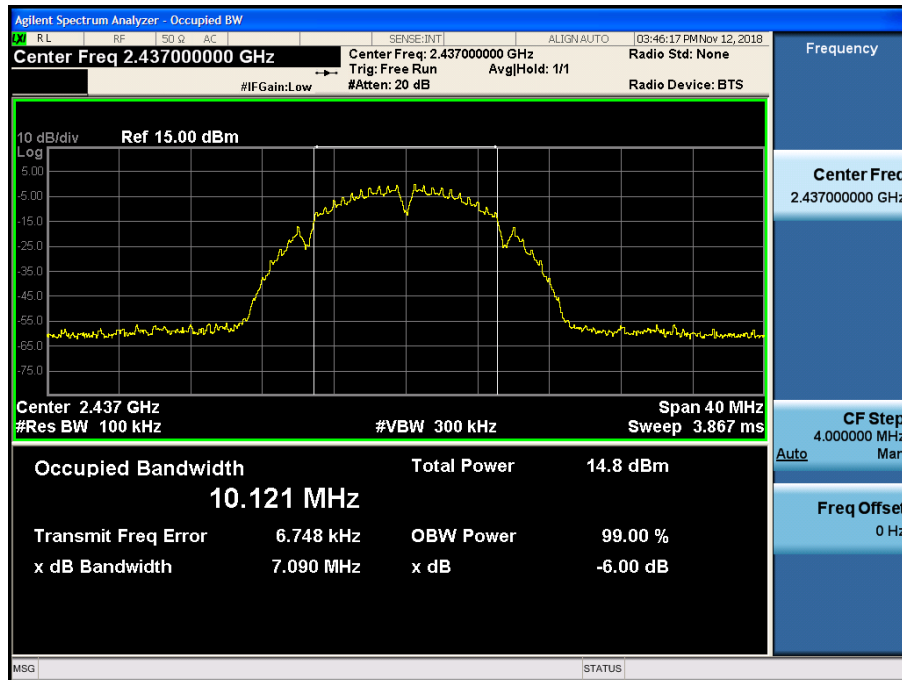 Agilent Spectrum Analyzer - Occupied BW
LXI RL RF 50 Ω AC SENSE:INT ALIGN AUTO 03:46:17 PM Nov 12, 2018
Center Freq 2.437000000 GHz
Center Freq: 2.437000000 GHz
Radio Std: None
Trig: Free Run Avg|Hold: 1/1
#IFGain:Low
#Atten: 20 dB
Radio Device: BTS
Frequency
10 dB/div Ref 15.00 dBm
Log
5.00
-5.00
-15.0
-25.0
-35.0
-45.0
-55.0
-65.0
-75.0
Center 2.437 GHz Span 40 MHz
#Res BW 100 kHz #VBW 300 kHz Sweep 3.867 ms
Occupied Bandwidth Total Power 14.8 dBm
10.121 MHz
Transmit Freq Error 6.748 kHz OBW Power 99.00 %
x dB Bandwidth 7.090 MHz x dB -6.00 dB
Center Freq
2.437000000 GHz
CF Step
4.000000 MHz
Auto Man
Freq Offset
0 Hz
MSG STATUS